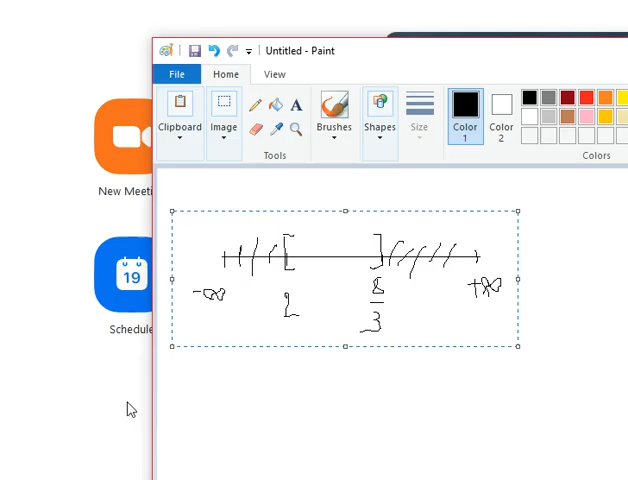 Untitled - Paint
File Home View
Clipboard Image Brushes Shapes Size Color 1 Color 2
Tools Colors
A
New Meeti
19
Schedule
-∞ 2 8/3 +∞